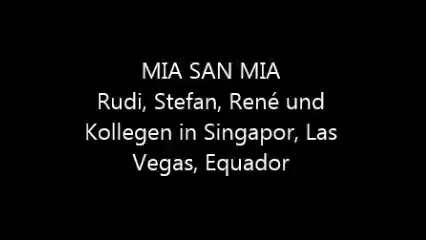 MIA SAN MIA
Rudi, Stefan, René und
Kollegen in Singapor, Las
Vegas, Equador